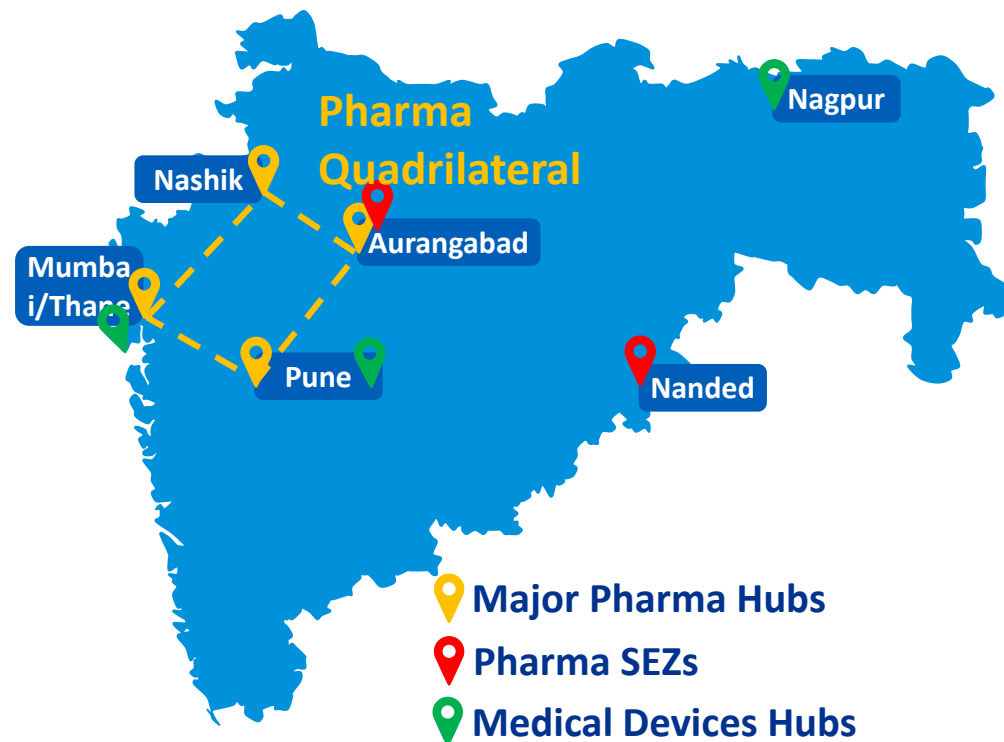 Pharma
Quadrilateral
Nagpur
Nashik
Aurangabad
Mumba
i/Thane
Pune
Nanded
Major Pharma Hubs
Pharma SEZs
Medical Devices Hubs